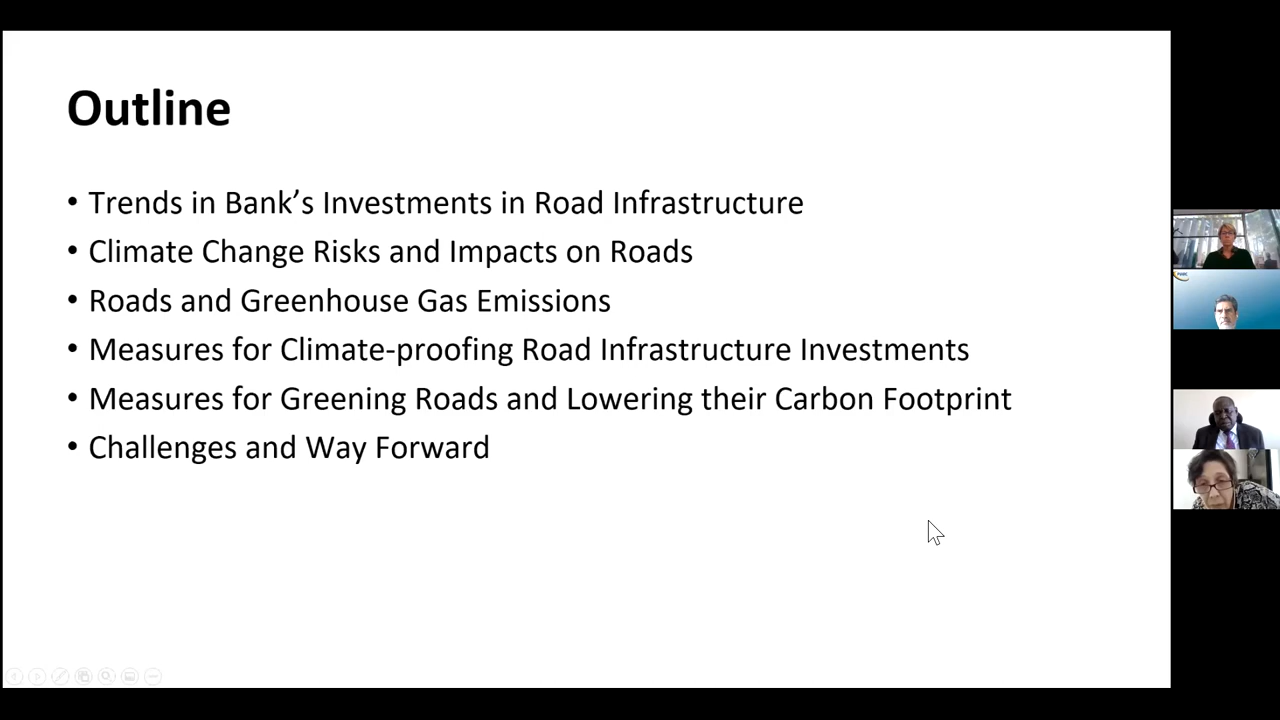 Outline
• Trends in Bank’s Investments in Road Infrastructure
• Climate Change Risks and Impacts on Roads
• Roads and Greenhouse Gas Emissions
• Measures for Climate-proofing Road Infrastructure Investments
• Measures for Greening Roads and Lowering their Carbon Footprint
• Challenges and Way Forward